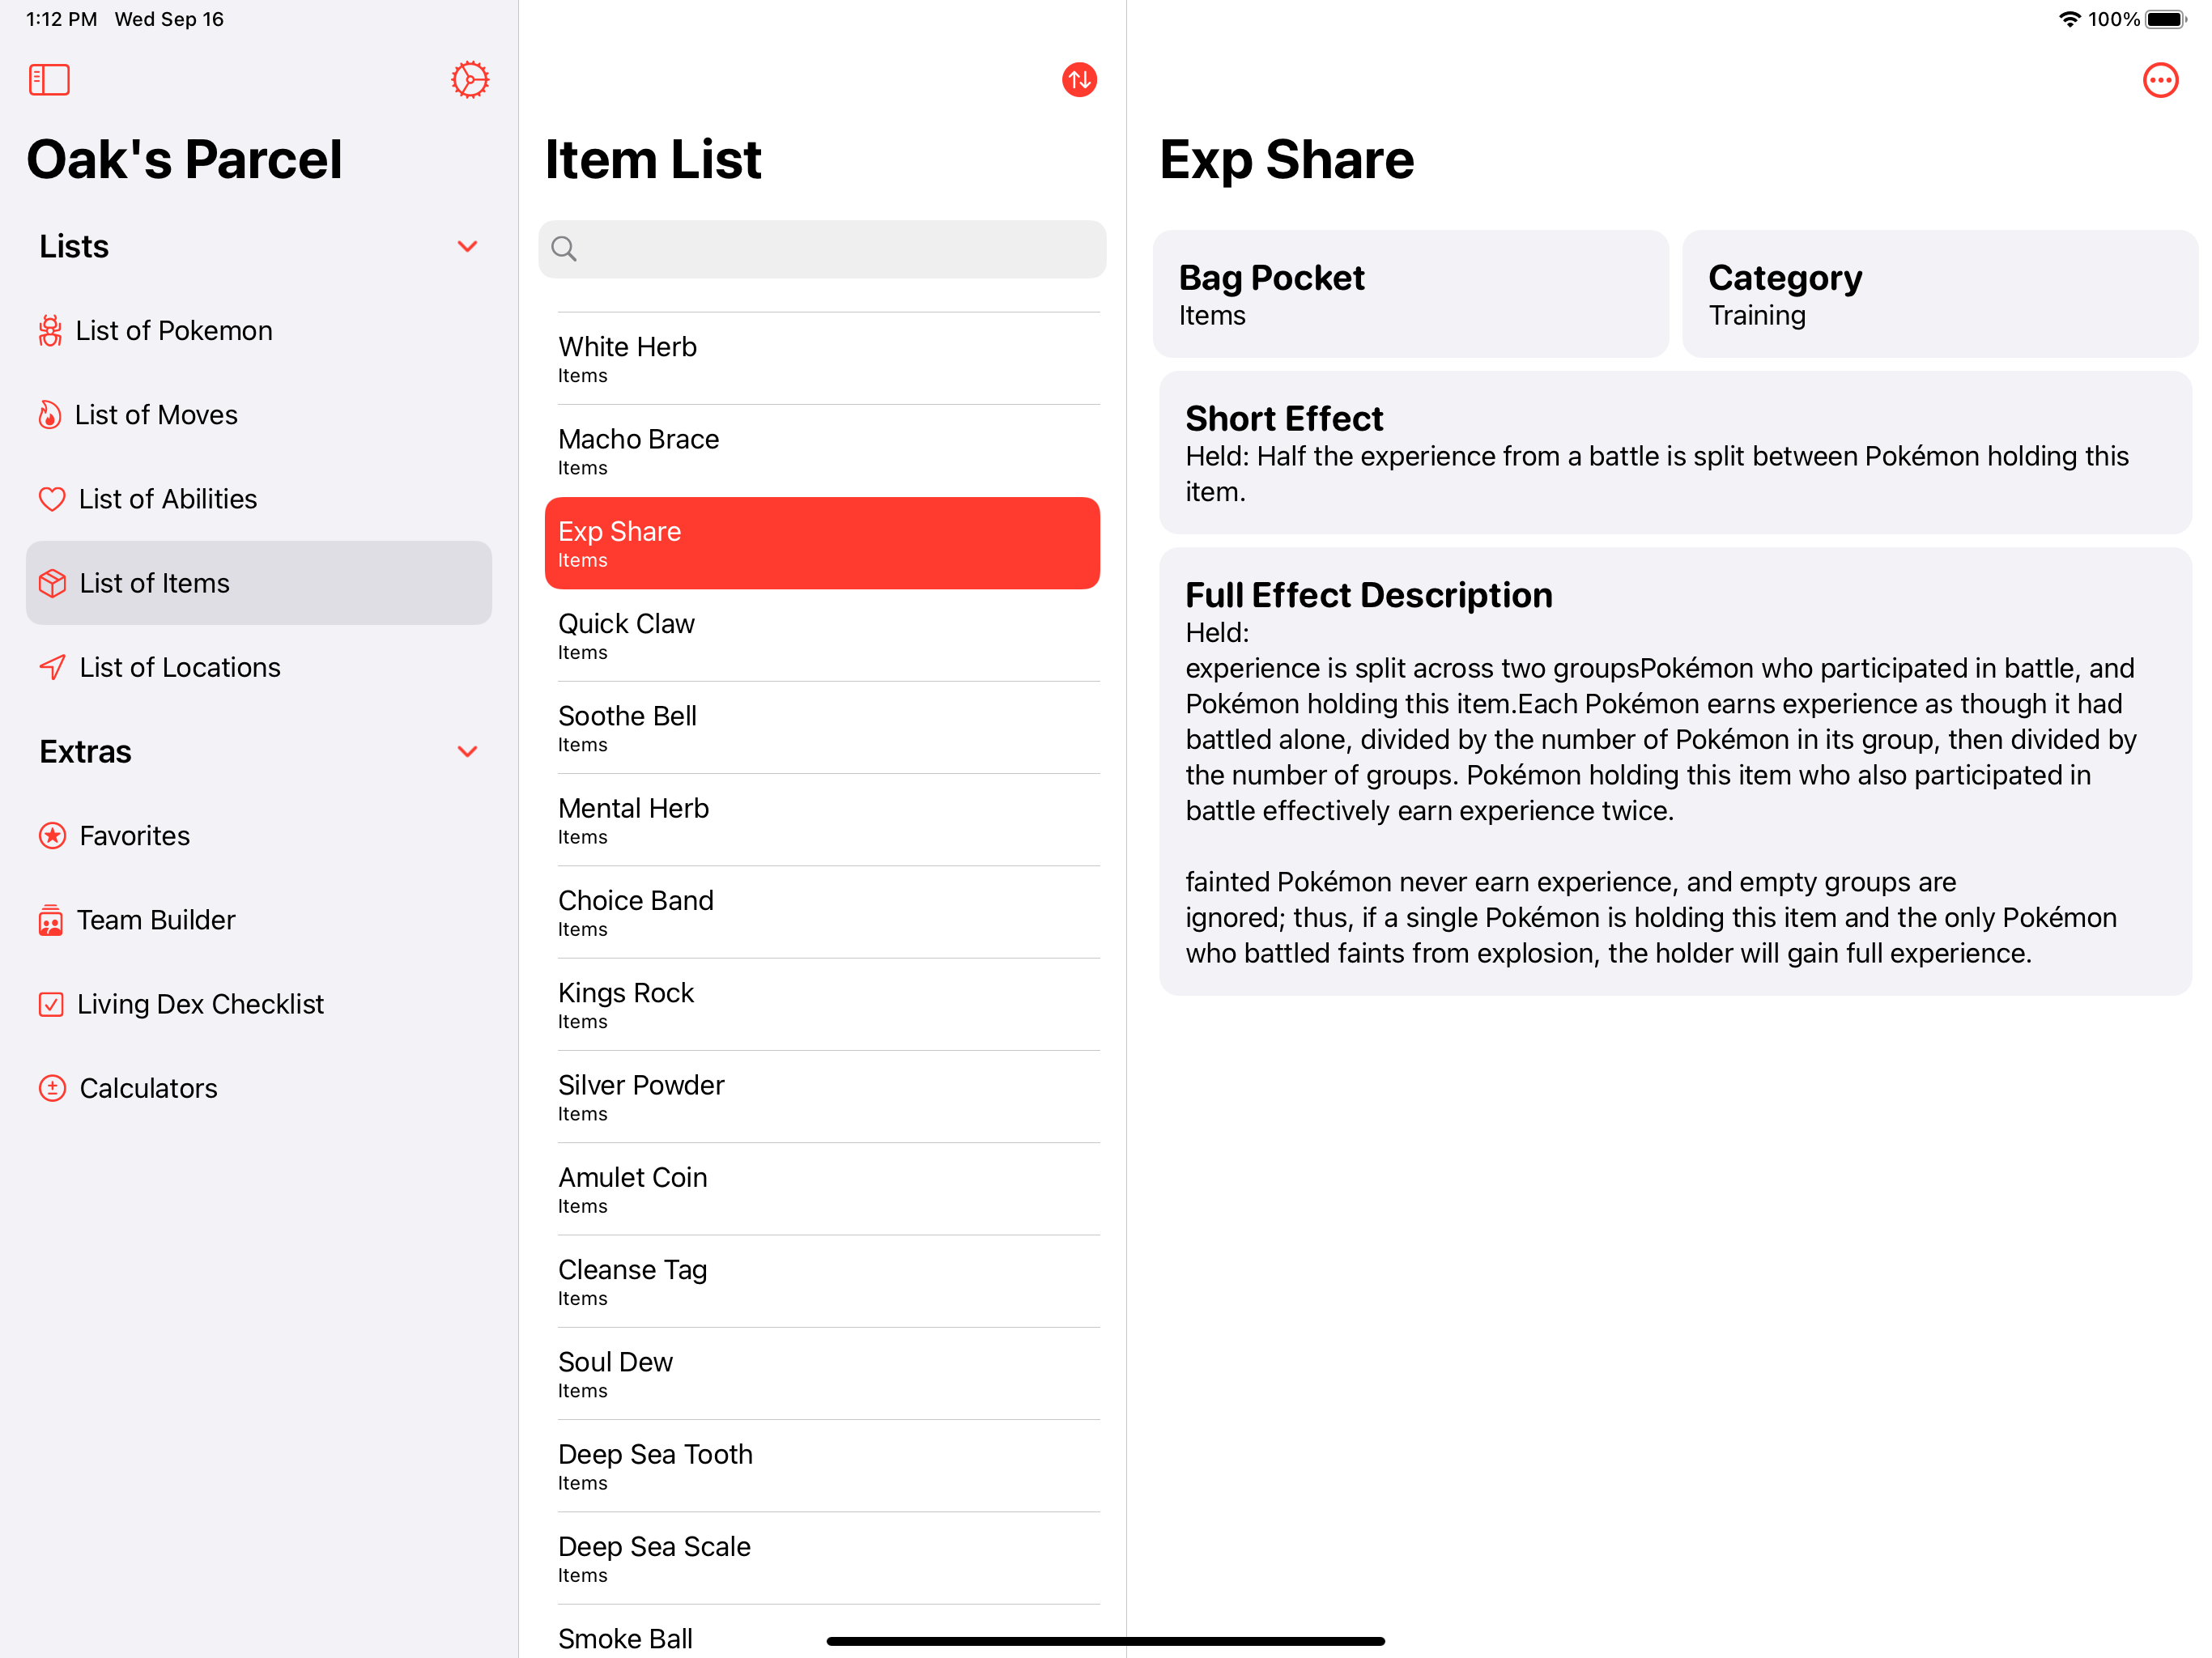 1:12 PM Wed Sep 16
100%
Oak's Parcel
Lists
List of Pokemon
List of Moves
List of Abilities
List of Items
List of Locations
Extras
Favorites
Team Builder
Living Dex Checklist
Calculators
Item List
White Herb
Items
Macho Brace
Items
Exp Share
Items
Quick Claw
Items
Soothe Bell
Items
Mental Herb
Items
Choice Band
Items
Kings Rock
Items
Silver Powder
Items
Amulet Coin
Items
Cleanse Tag
Items
Soul Dew
Items
Deep Sea Tooth
Items
Deep Sea Scale
Items
Smoke Ball
Exp Share
Bag Pocket
Items
Category
Training
Short Effect
Held: Half the experience from a battle is split between Pokémon holding this
item.
Full Effect Description
Held:
experience is split across two groupsPokémon who participated in battle, and
Pokémon holding this item.Each Pokémon earns experience as though it had
battled alone, divided by the number of Pokémon in its group, then divided by
the number of groups. Pokémon holding this item who also participated in
battle effectively earn experience twice.
fainted Pokémon never earn experience, and empty groups are
ignored; thus, if a single Pokémon is holding this item and the only Pokémon
who battled faints from explosion, the holder will gain full experience.